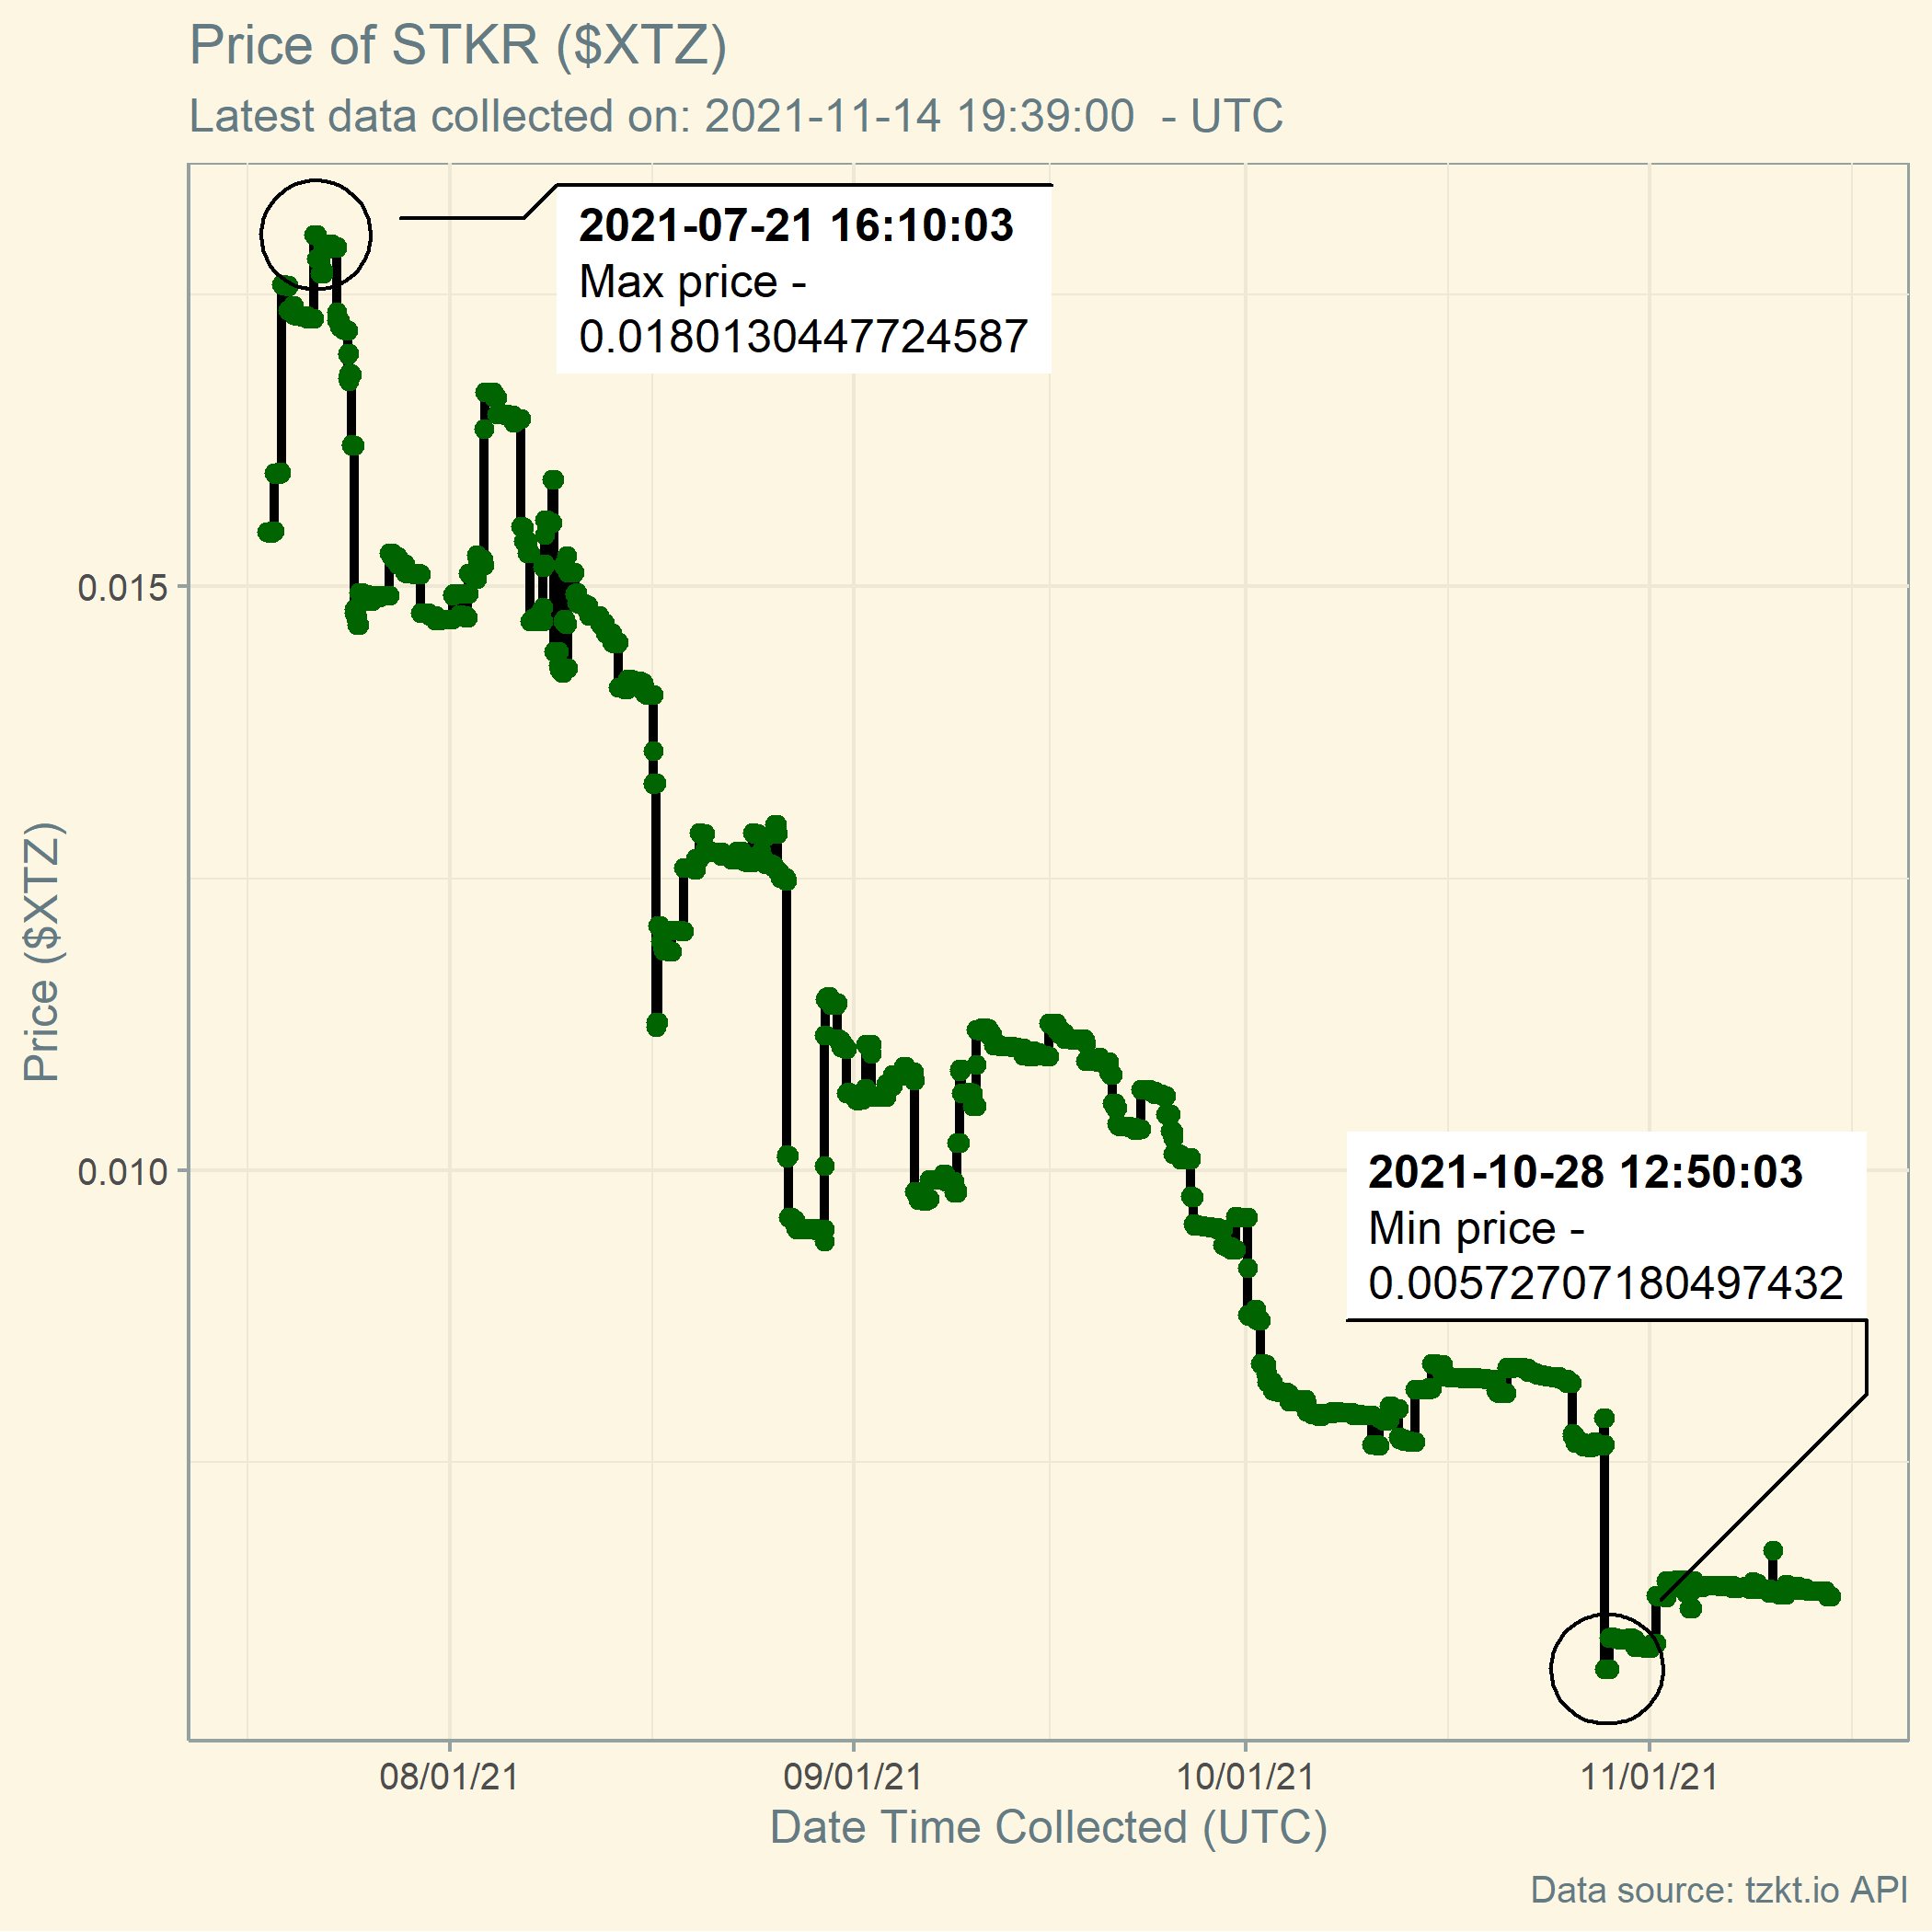 Price of STKR ($XTZ)
Latest data collected on: 2021-11-14 19:39:00  - UTC
2021-07-21 16:10:03
Max price -
0.0180130447724587
0.015
Price ($XTZ)
0.010
2021-10-28 12:50:03
Min price -
0.005727071180497432
08/01/21
09/01/21
10/01/21
11/01/21
Date Time Collected (UTC)
Data source: tzkt.io API